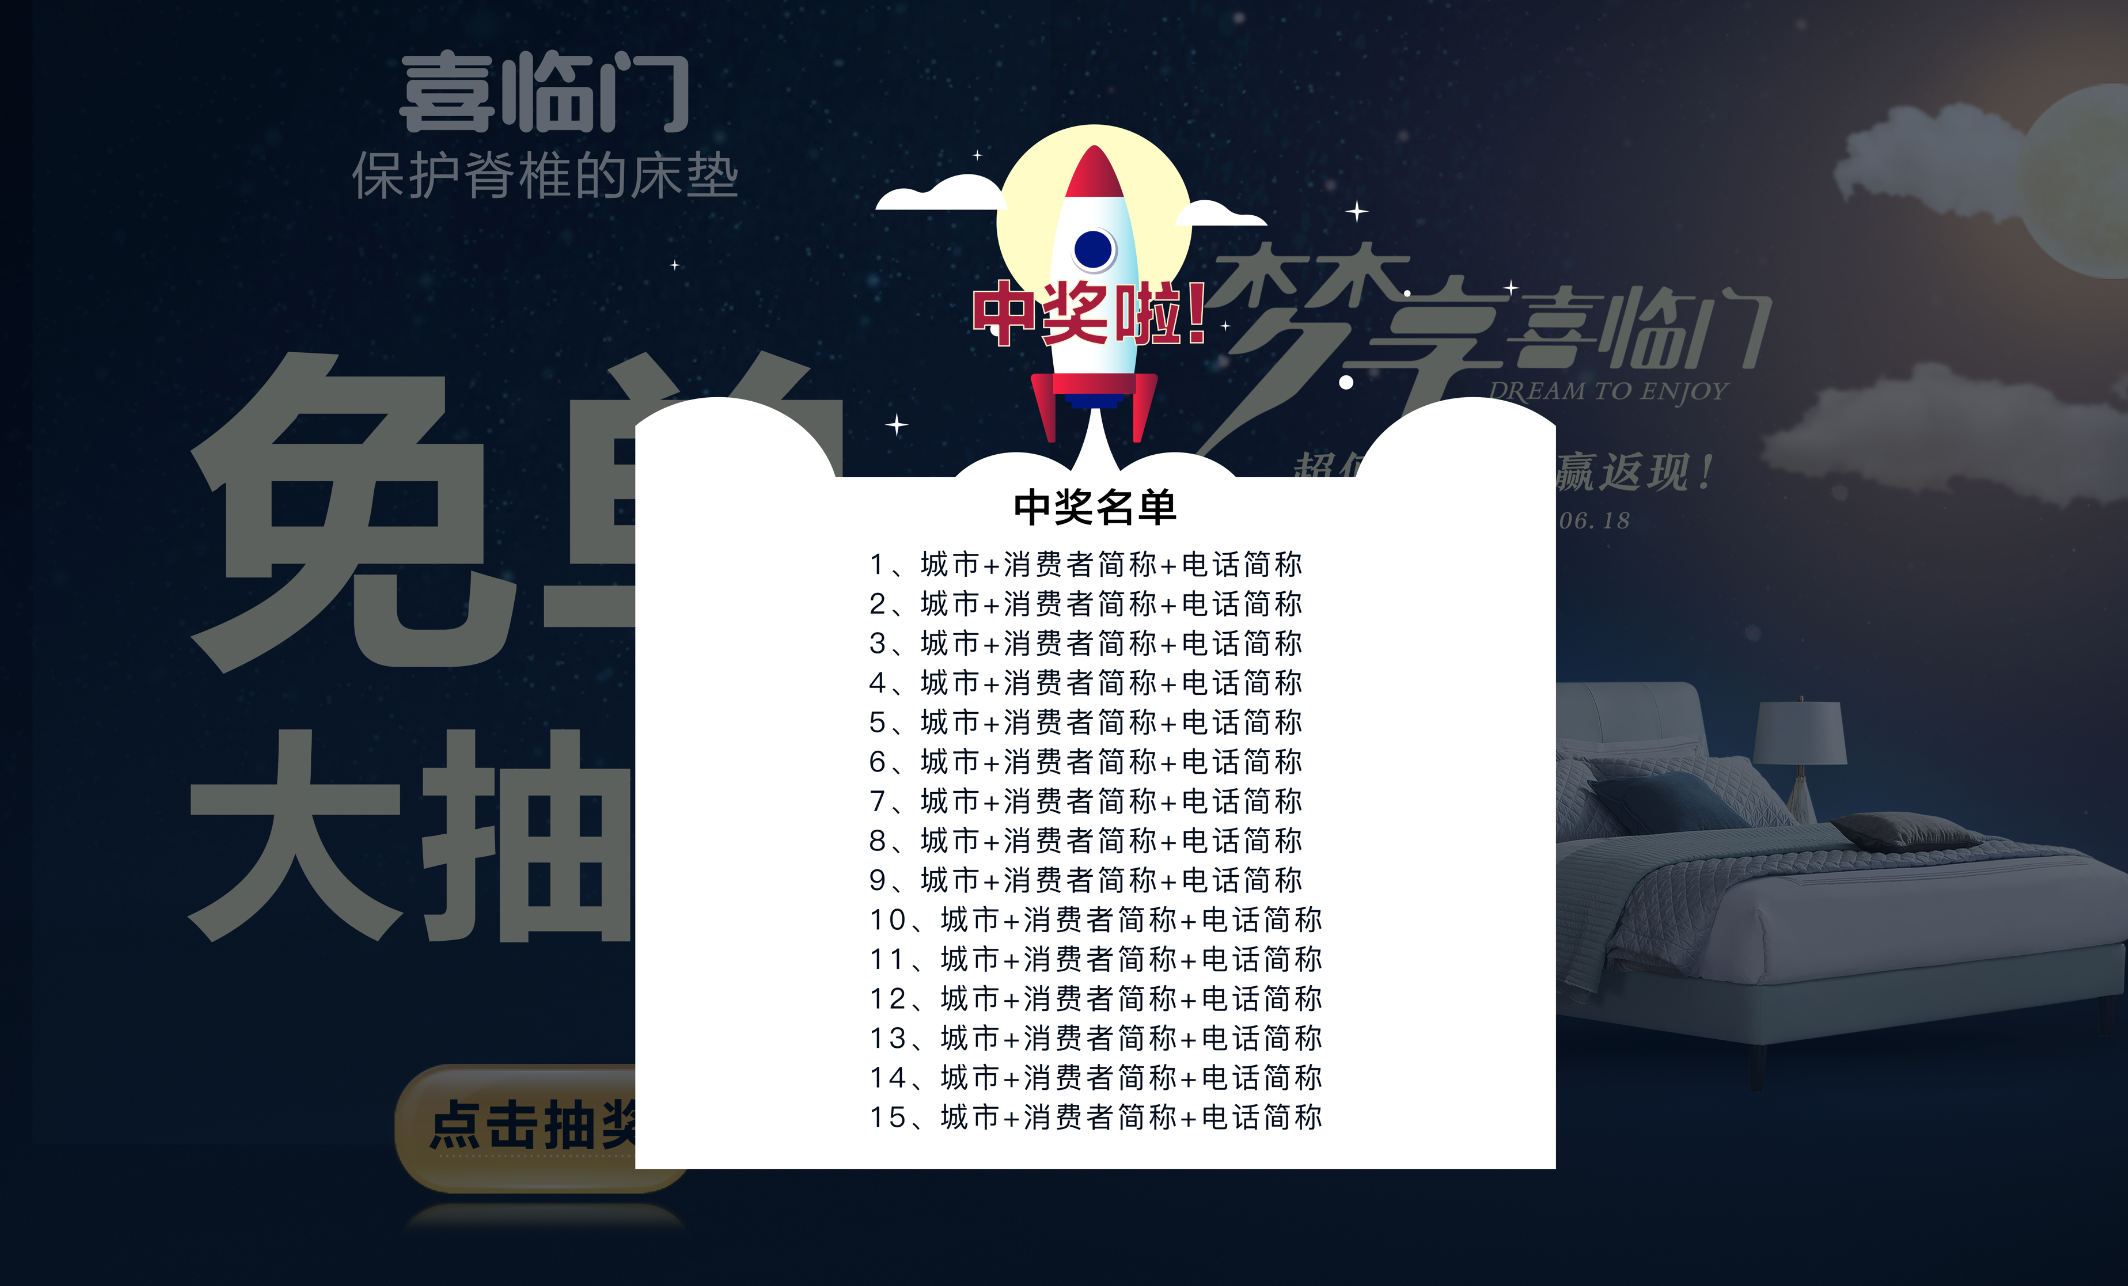 喜临门
保护脊椎的床垫
免单
大抽
点击抽奖
中奖啦!
梦享喜临门
DREAM TO ENJOY
赢返现!
06.18
中奖名单
1、城市+消费者简称+电话简称
2、城市+消费者简称+电话简称
3、城市+消费者简称+电话简称
4、城市+消费者简称+电话简称
5、城市+消费者简称+电话简称
6、城市+消费者简称+电话简称
7、城市+消费者简称+电话简称
8、城市+消费者简称+电话简称
9、城市+消费者简称+电话简称
10、城市+消费者简称+电话简称
11、城市+消费者简称+电话简称
12、城市+消费者简称+电话简称
13、城市+消费者简称+电话简称
14、城市+消费者简称+电话简称
15、城市+消费者简称+电话简称